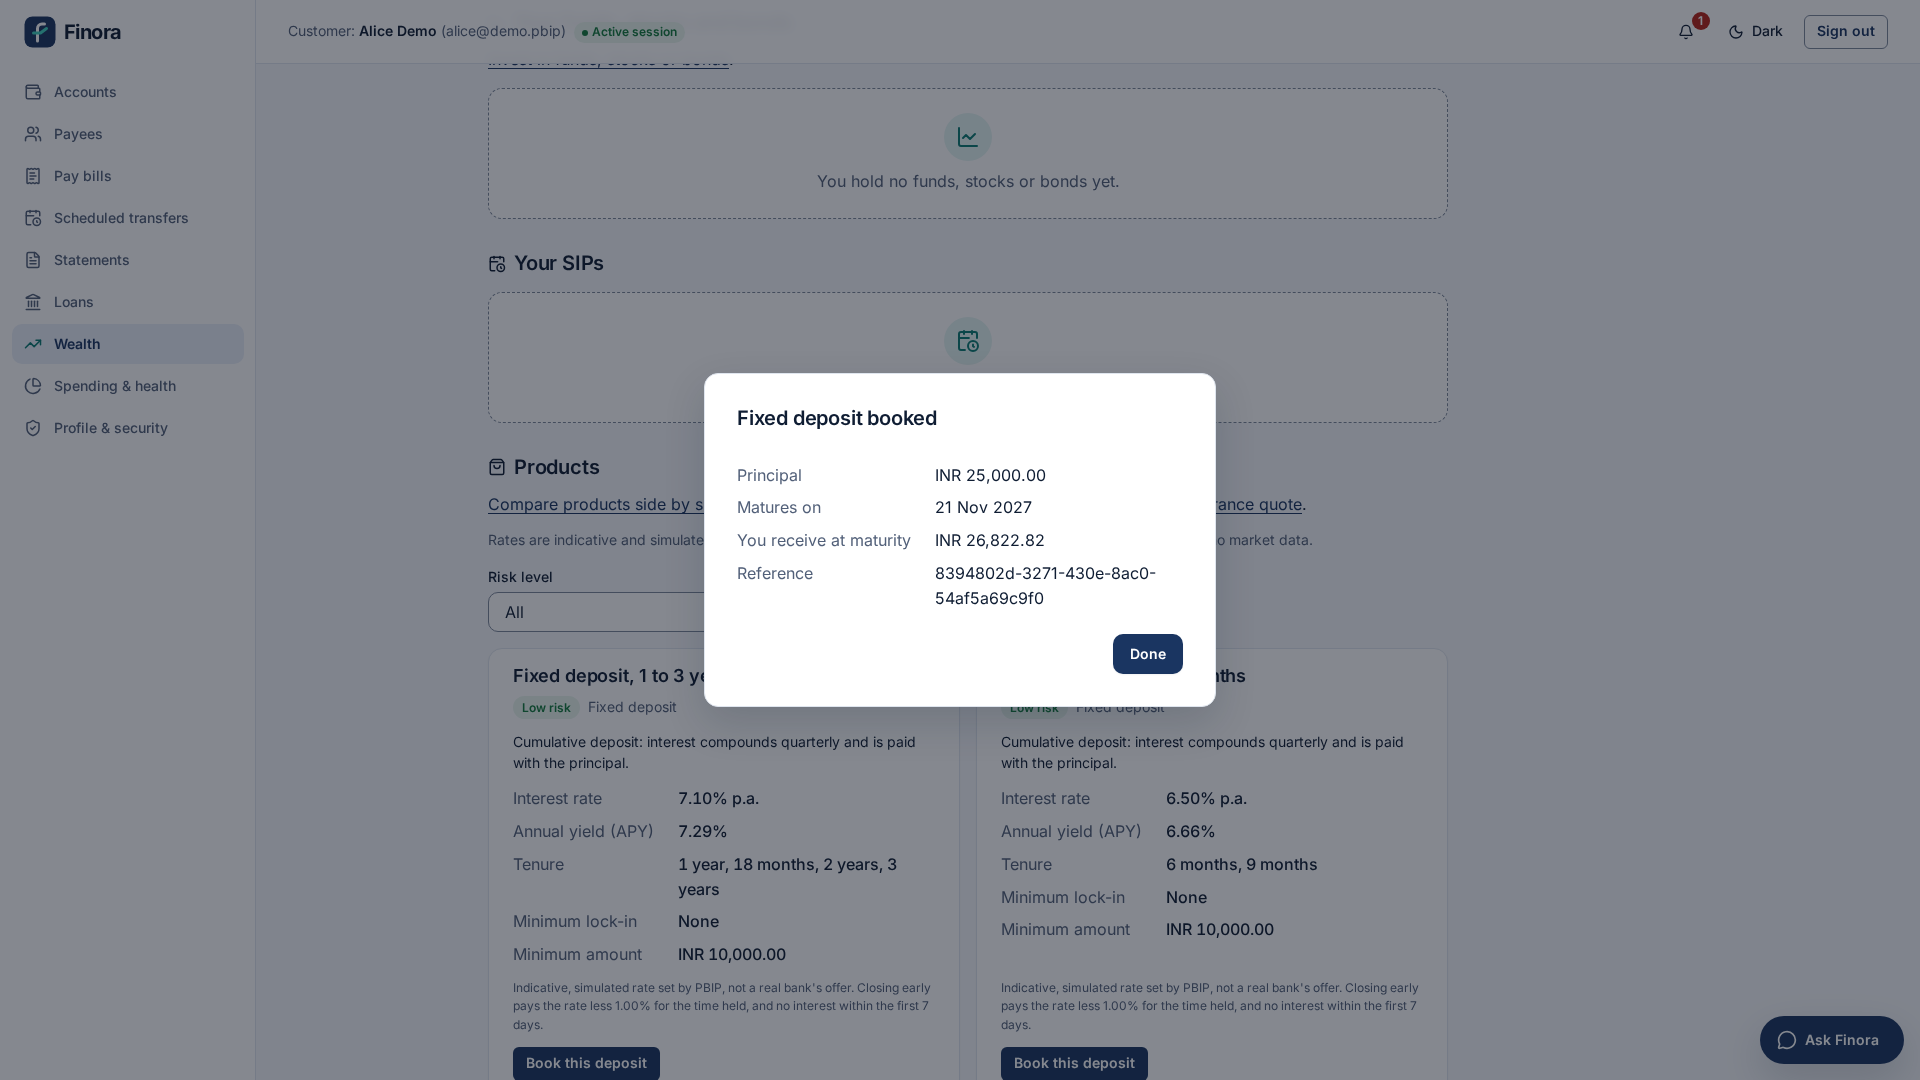 Finora
Customer: Alice Demo (alice@demo.pbip)
Active session
1
Dark
Sign out
Accounts
Payees
Pay bills
Scheduled transfers
Statements
Loans
Wealth
Spending & health
Profile & security
You hold no funds, stocks or bonds yet.
Your SIPs
Fixed deposit booked
Principal INR 25,000.00
Matures on 21 Nov 2027
You receive at maturity INR 26,822.82
Reference 8394802d-3271-430e-8ac0-
54af5a69c9f0
Done
Products
Compare products side by
quote.
Rates are indicative and
no market data.
Risk level
All
Fixed deposit, 1 to 3
Low risk Fixed deposit
Cumulative deposit: interest compounds quarterly and is paid
with the principal.
Interest rate 7.10% p.a.
Annual yield (APY) 7.29%
Tenure 1 year, 18 months, 2 years, 3
years
Minimum lock-in None
Minimum amount INR 10,000.00
Indicative, simulated rate set by PBIP, not a real bank's offer. Closing early
pays the rate less 1.00% for the time held, and no interest within the first 7
days.
Book this deposit
Low risk Fixed deposit
Cumulative deposit: interest compounds quarterly and is paid
with the principal.
Interest rate 6.50% p.a.
Annual yield (APY) 6.66%
Tenure 6 months, 9 months
Minimum lock-in None
Minimum amount INR 10,000.00
Indicative, simulated rate set by PBIP, not a real bank's offer. Closing early
pays the rate less 1.00% for the time held, and no interest within the first 7
days.
Book this deposit
Ask Finora